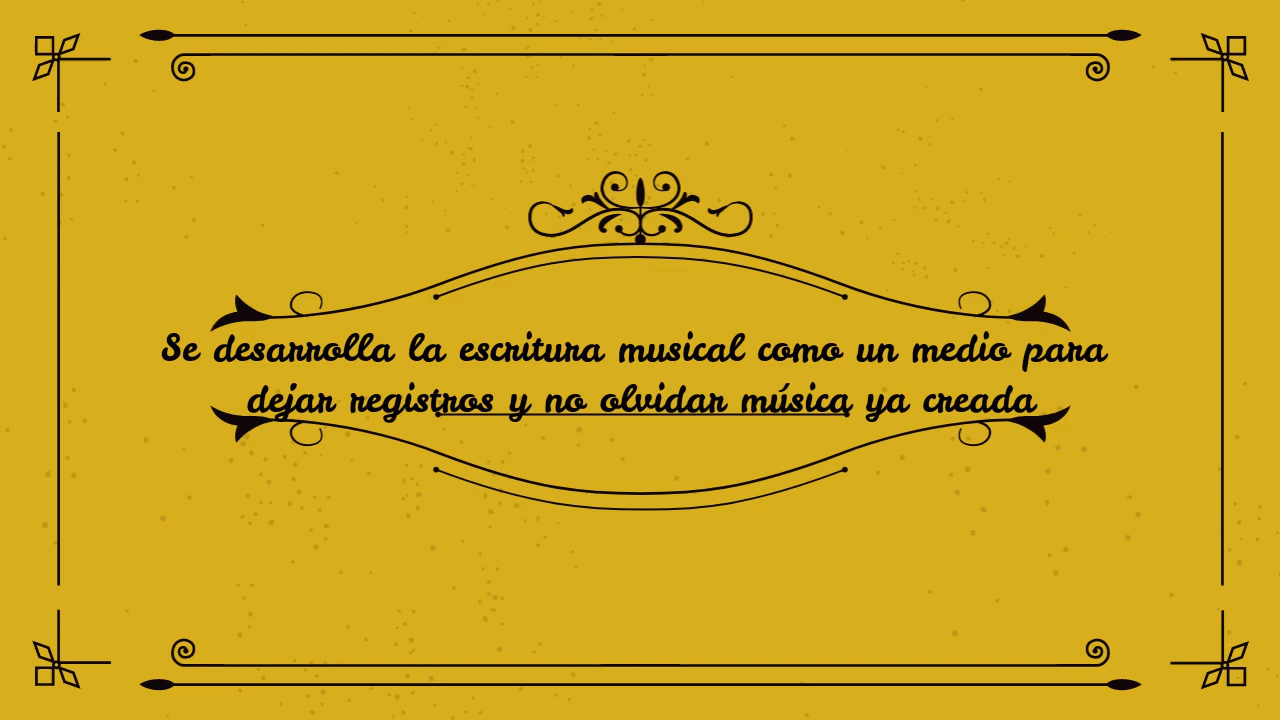 Se desarrolla la escritura musical como un medio para
dejar registros y no olvidar música ya creada